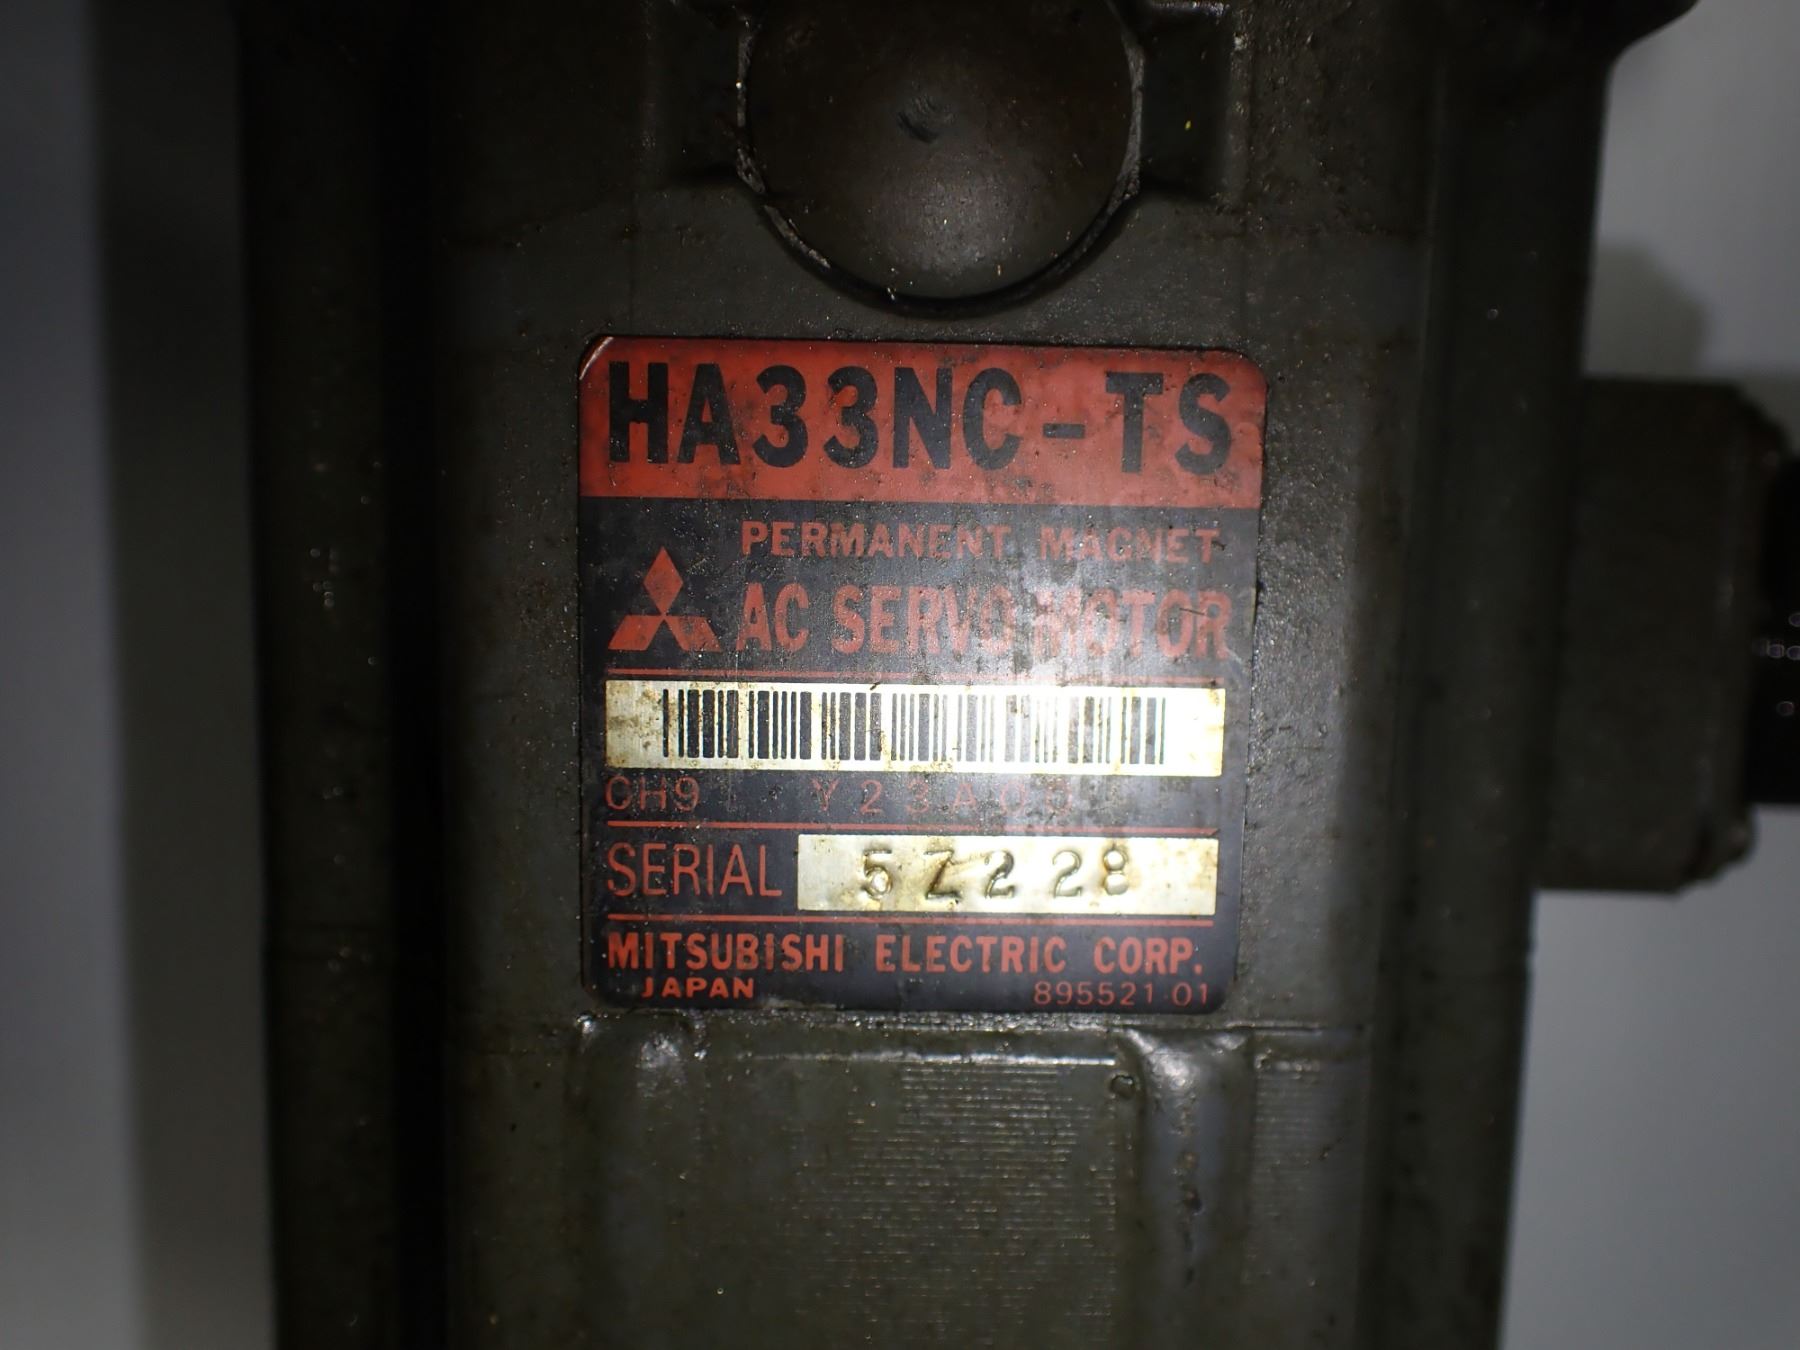 HA33NC-TS
PERMANENT MAGNET
AC SERVO MOTOR
CH9
SERIAL 5Z228
MITSUBISHI ELECTRIC CORP.
JAPAN 895521-01